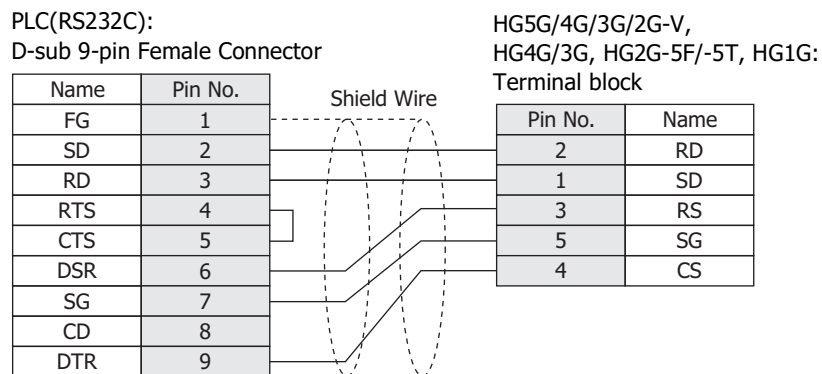 PLC(RS232C):
D-sub 9-pin Female Connector
Name Pin No.
FG 1
SD 2
RD 3
RTS 4
CTS 5
DSR 6
SG 7
CD 8
DTR 9
Shield Wire
HG5G/4G/3G/2G-V,
HG4G/3G, HG2G-5F/-5T, HG1G:
Terminal block
Pin No. Name
2 RD
1 SD
3 RS
5 SG
4 CS